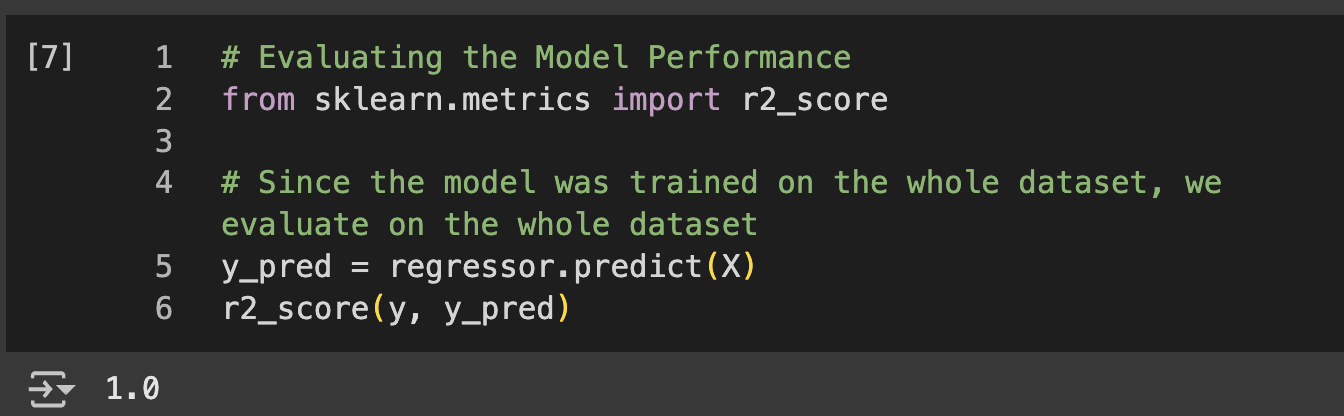 [7] 1 # Evaluating the Model Performance
2 from sklearn.metrics import r2_score
3
4 # Since the model was trained on the whole dataset, we
evaluate on the whole dataset
5 y_pred = regressor.predict(X)
6 r2_score(y, y_pred)
1.0